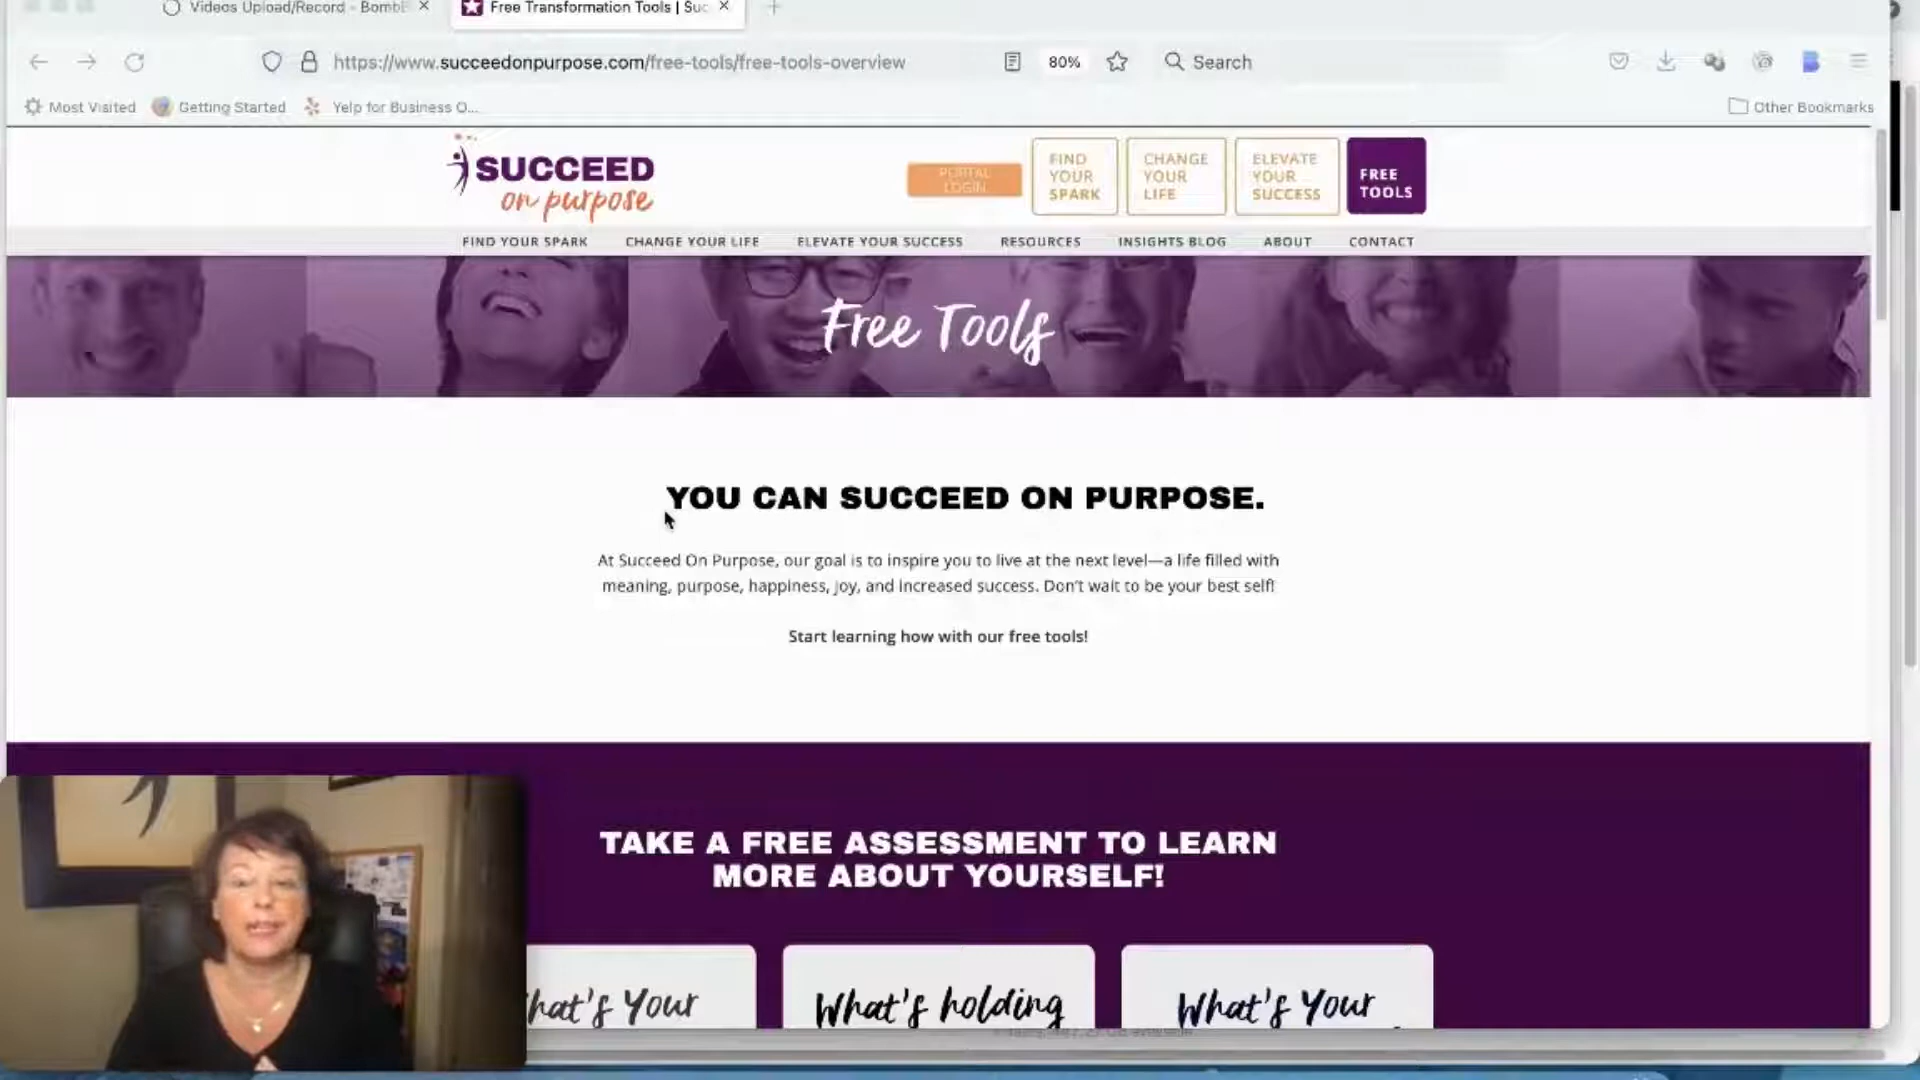 Videos Upload/Record - BombB
Free Transformation Tools | Suc
https://www.succeedonpurpose.com/free-tools/free-tools-overview
80%
Search
Most Visited
Getting Started
Yelp for Business O...
Other Bookmarks
SUCCEED
on purpose
PORTAL
LOGIN
FIND
YOUR
SPARK
CHANGE
YOUR
LIFE
ELEVATE
YOUR
SUCCESS
FREE
TOOLS
FIND YOUR SPARK
CHANGE YOUR LIFE
ELEVATE YOUR SUCCESS
RESOURCES
INSIGHTS BLOG
ABOUT
CONTACT
Free Tools
YOU CAN SUCCEED ON PURPOSE.
At Succeed On Purpose, our goal is to inspire you to live at the next level—a life filled with
meaning, purpose, happiness, joy, and increased success. Don't wait to be your best self!
Start learning how with our free tools!
TAKE A FREE ASSESSMENT TO LEARN
MORE ABOUT YOURSELF!
hat's Your
What's holding
What's Your